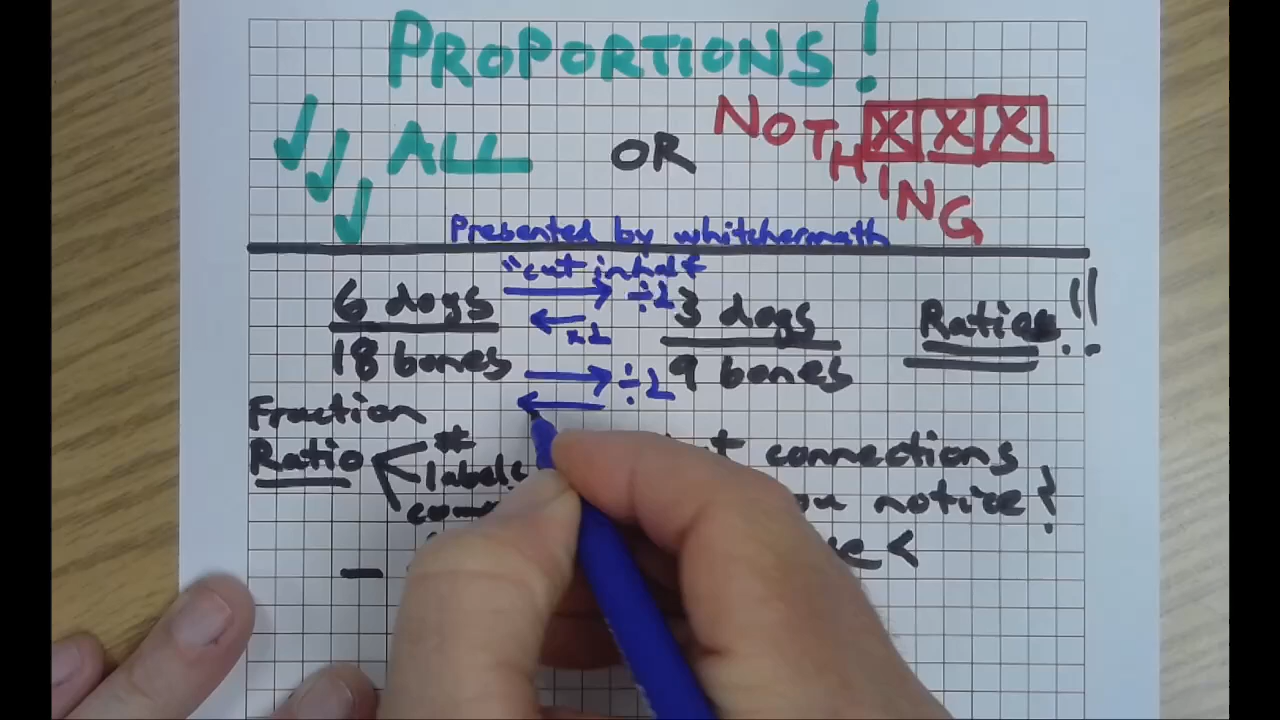 PROPORTIONS!
ALL OR NOTHING
Presented by whitchermath
"cut in half
6 dogs ÷2 3 dogs
×2
18 bones ÷2 9 bones
Ratios!!
Fraction
Ratio < #
labels
connections
notice?
<